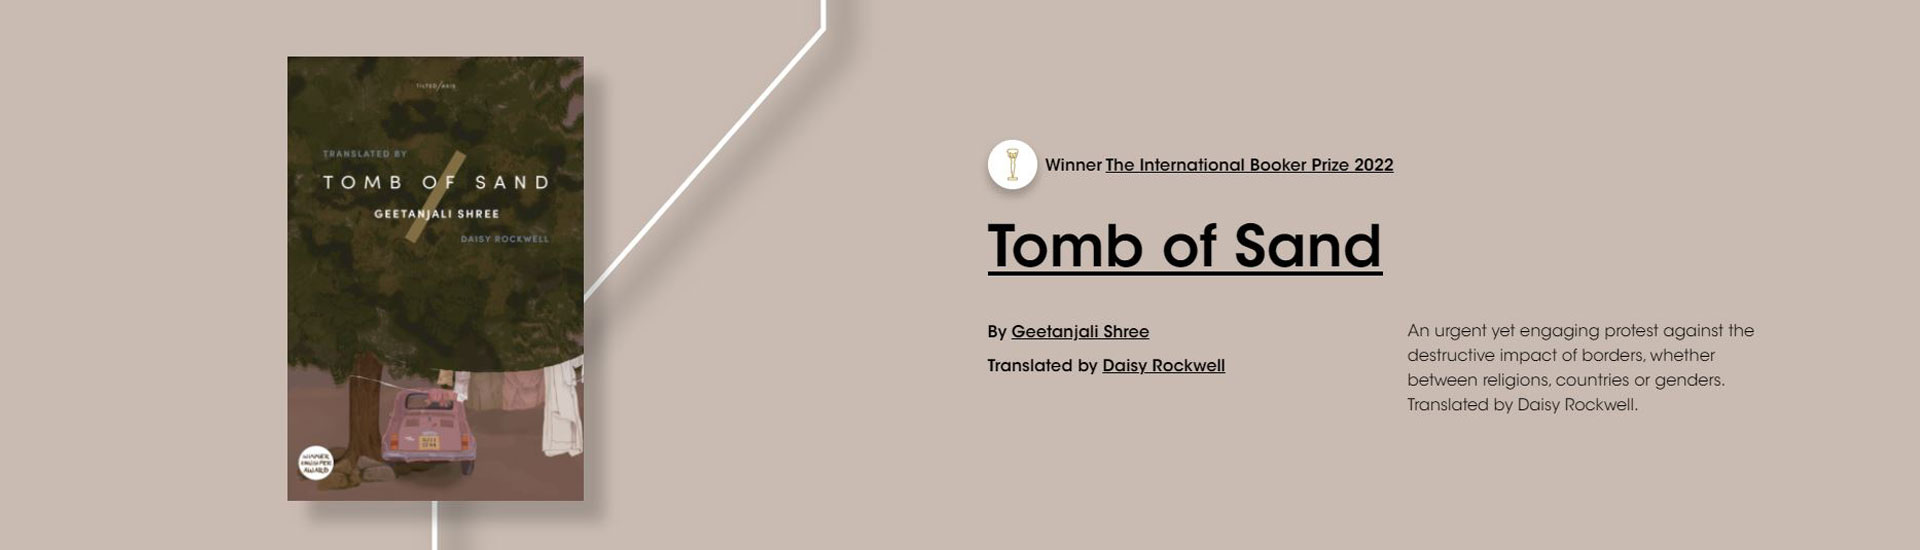 TILTED/AXIS
TRANSLATED BY
TOMB OF SAND
GEETANJALI SHREE
DAISY ROCKWELL
WINNER
ENGLISH PEN
AWARD
Winner The International Booker Prize 2022
Tomb of Sand
By Geetanjali Shree
Translated by Daisy Rockwell
An urgent yet engaging protest against the
destructive impact of borders, whether
between religions, countries or genders.
Translated by Daisy Rockwell.